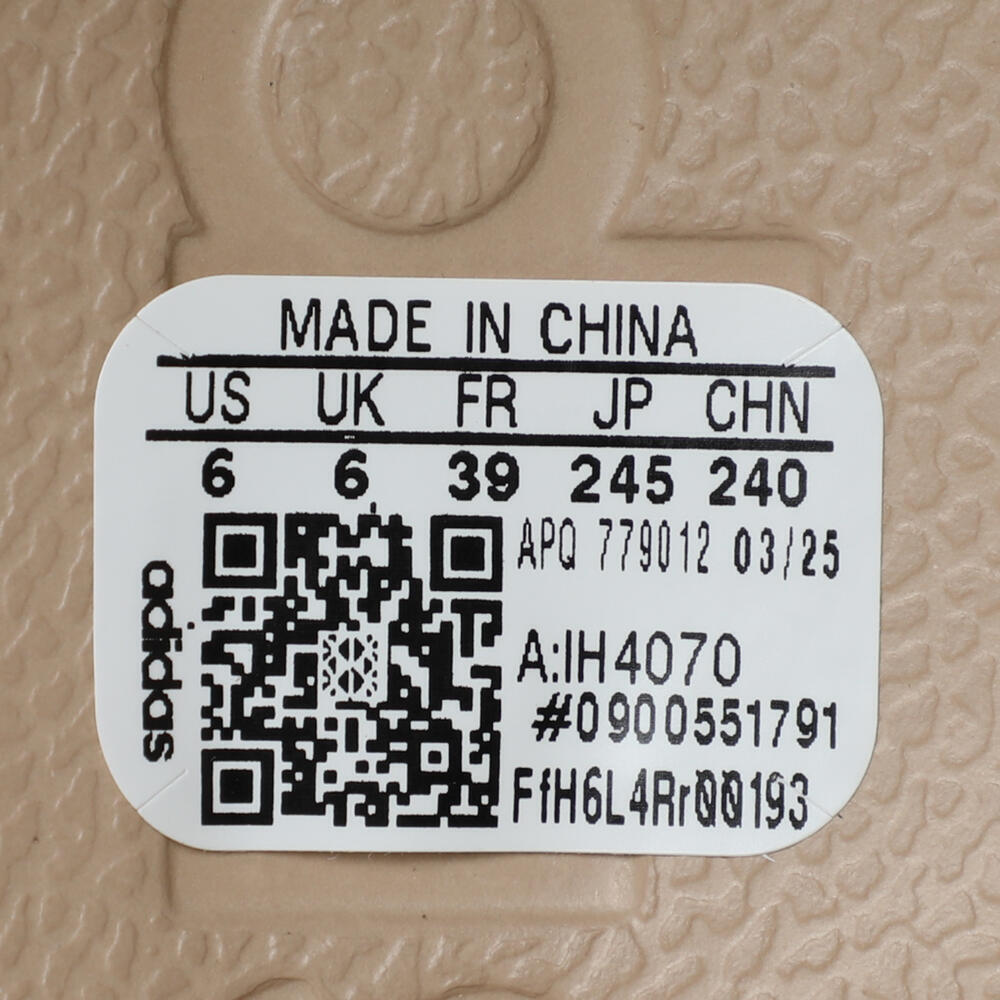 MADE IN CHINA
US UK FR JP CHN
6 6 39 245 240
APQ 779012 03/25
A:IH4070
#0900551791
FfH6L4Rr00193
adidas